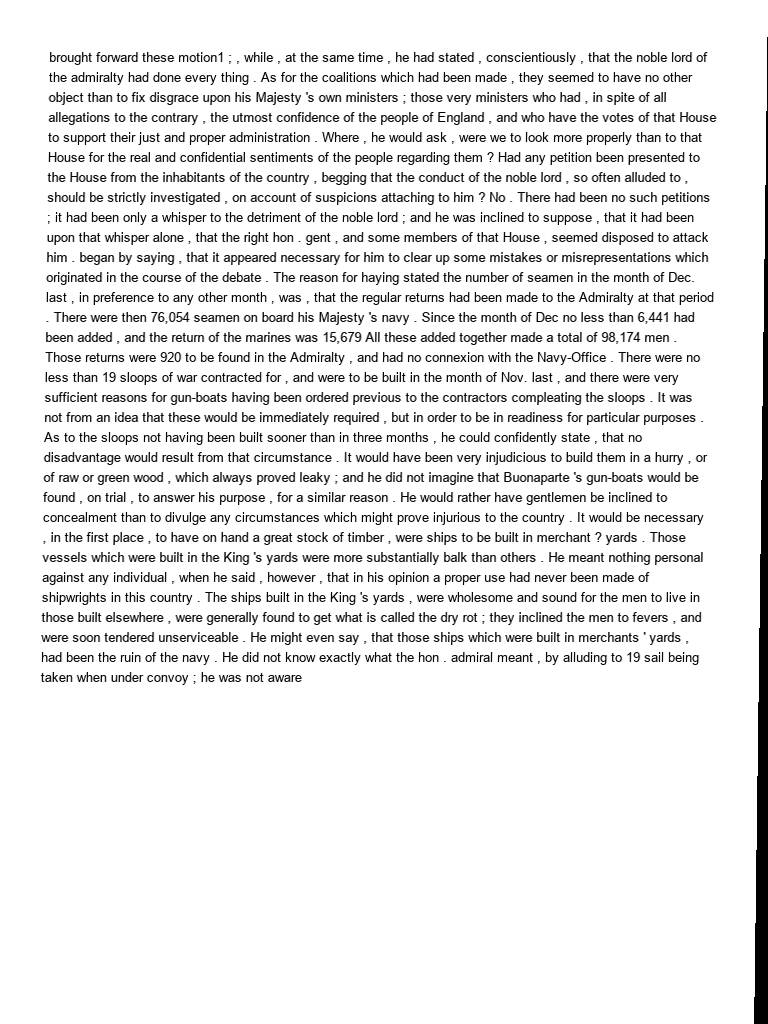 brought forward these motion1 ; , while , at the same time , he had stated , conscientiously , that the noble lord of
the admiralty had done every thing . As for the coalitions which had been made , they seemed to have no other
object than to fix disgrace upon his Majesty 's own ministers ; those very ministers who had , in spite of all
allegations to the contrary , the utmost confidence of the people of England , and who have the votes of that House
to support their just and proper administration . Where , he would ask , were we to look more properly than to that
House for the real and confidential sentiments of the people regarding them ? Had any petition been presented to
the House from the inhabitants of the country , begging that the conduct of the noble lord , so often alluded to ,
should be strictly investigated , on account of suspicions attaching to him ? No . There had been no such petitions
; it had been only a whisper to the detriment of the noble lord ; and he was inclined to suppose , that it had been
upon that whisper alone , that the right hon . gent , and some members of that House , seemed disposed to attack
him . began by saying , that it appeared necessary for him to clear up some mistakes or misrepresentations which
originated in the course of the debate . The reason for haying stated the number of seamen in the month of Dec.
last , in preference to any other month , was , that the regular returns had been made to the Admiralty at that period
. There were then 76,054 seamen on board his Majesty 's navy . Since the month of Dec no less than 6,441 had
been added , and the return of the marines was 15,679 All these added together made a total of 98,174 men .
Those returns were 920 to be found in the Admiralty , and had no connexion with the Navy-Office . There were no
less than 19 sloops of war contracted for , and were to be built in the month of Nov. last , and there were very
sufficient reasons for gun-boats having been ordered previous to the contractors compleating the sloops . It was
not from an idea that these would be immediately required , but in order to be in readiness for particular purposes .
As to the sloops not having been built sooner than in three months , he could confidently state , that no
disadvantage would result from that circumstance . It would have been very injudicious to build them in a hurry , or
of raw or green wood , which always proved leaky ; and he did not imagine that Buonaparte 's gun-boats would be
found , on trial , to answer his purpose , for a similar reason . He would rather have gentlemen be inclined to
concealment than to divulge any circumstances which might prove injurious to the country . It would be necessary
, in the first place , to have on hand a great stock of timber , were ships to be built in merchant ? yards . Those
vessels which were built in the King 's yards were more substantially balk than others . He meant nothing personal
against any individual , when he said , however , that in his opinion a proper use had never been made of
shipwrights in this country . The ships built in the King 's yards , were wholesome and sound for the men to live in
those built elsewhere , were generally found to get what is called the dry rot ; they inclined the men to fevers , and
were soon tendered unserviceable . He might even say , that those ships which were built in merchants ' yards ,
had been the ruin of the navy . He did not know exactly what the hon . admiral meant , by alluding to 19 sail being
taken when under convoy ; he was not aware